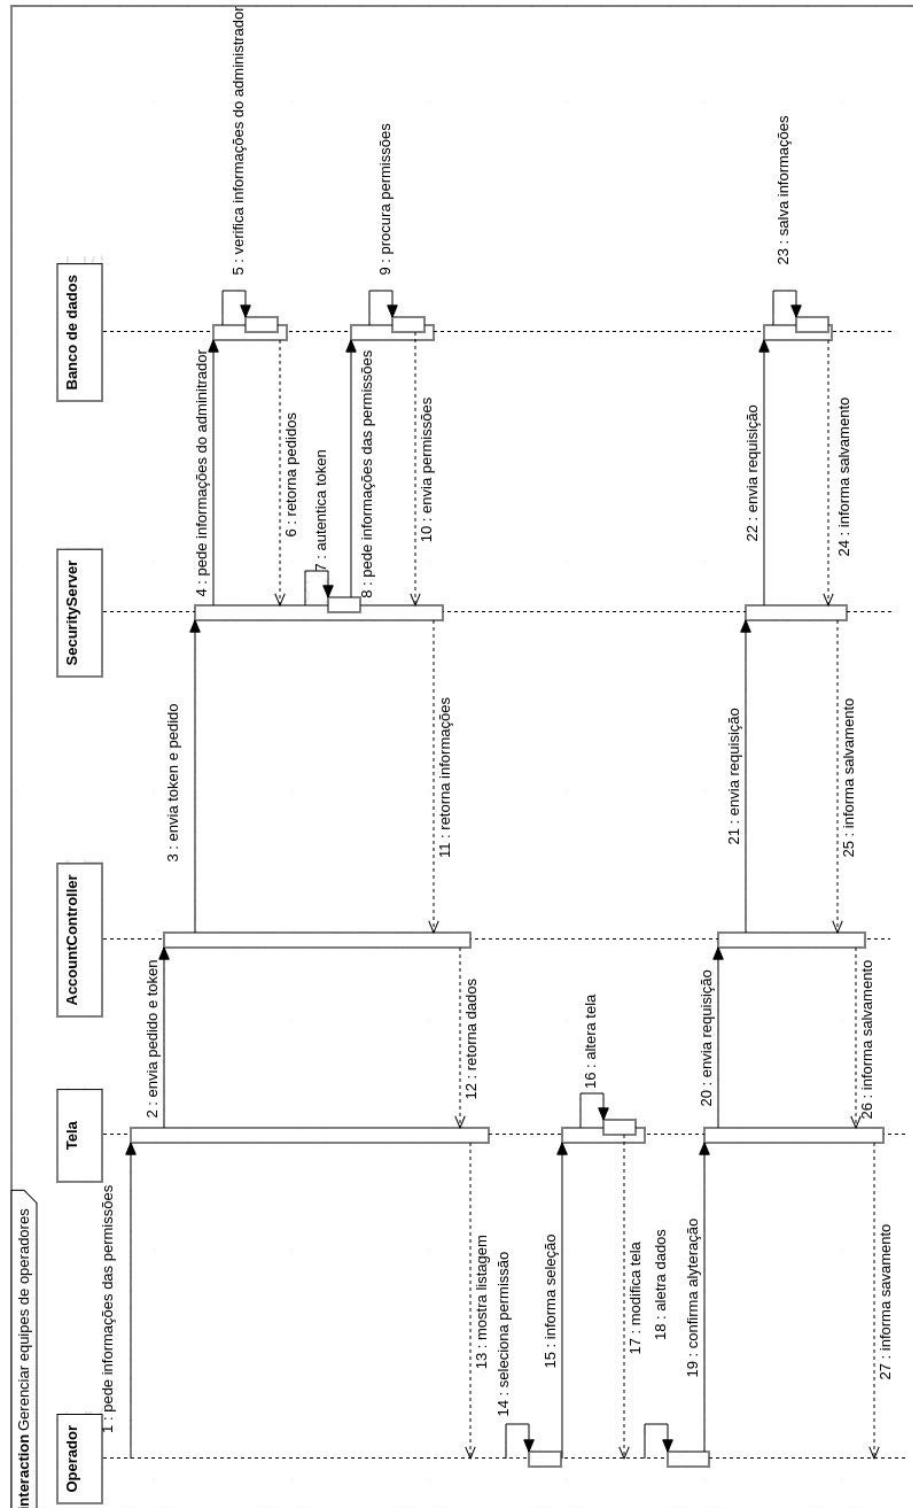 interaction Gerenciar equipes de operadores
Operador
Tela
AccountController
SecurityServer
Banco de dados
1 : pede informações das permissões
2 : envia pedido e token
3 : envia token e pedido
4 : pede informações do adminitrador
5 : verifica informações do administrador
6 : retorna pedidos
7 : autentica token
8 : pede informações das permissões
9 : procura permissões
10 : envia permissões
11 : retorna informações
12 : retorna dados
13 : mostra listagem
14 : seleciona permissão
15 : informa seleção
16 : altera tela
17 : modifica tela
18 : aletra dados
19 : confirma alyteração
20 : envia requisição
21 : envia requisição
22 : envia requisição
23 : salva informações
24 : informa salvamento
25 : informa salvamento
26 : informa salvamento
27 : informa savamento